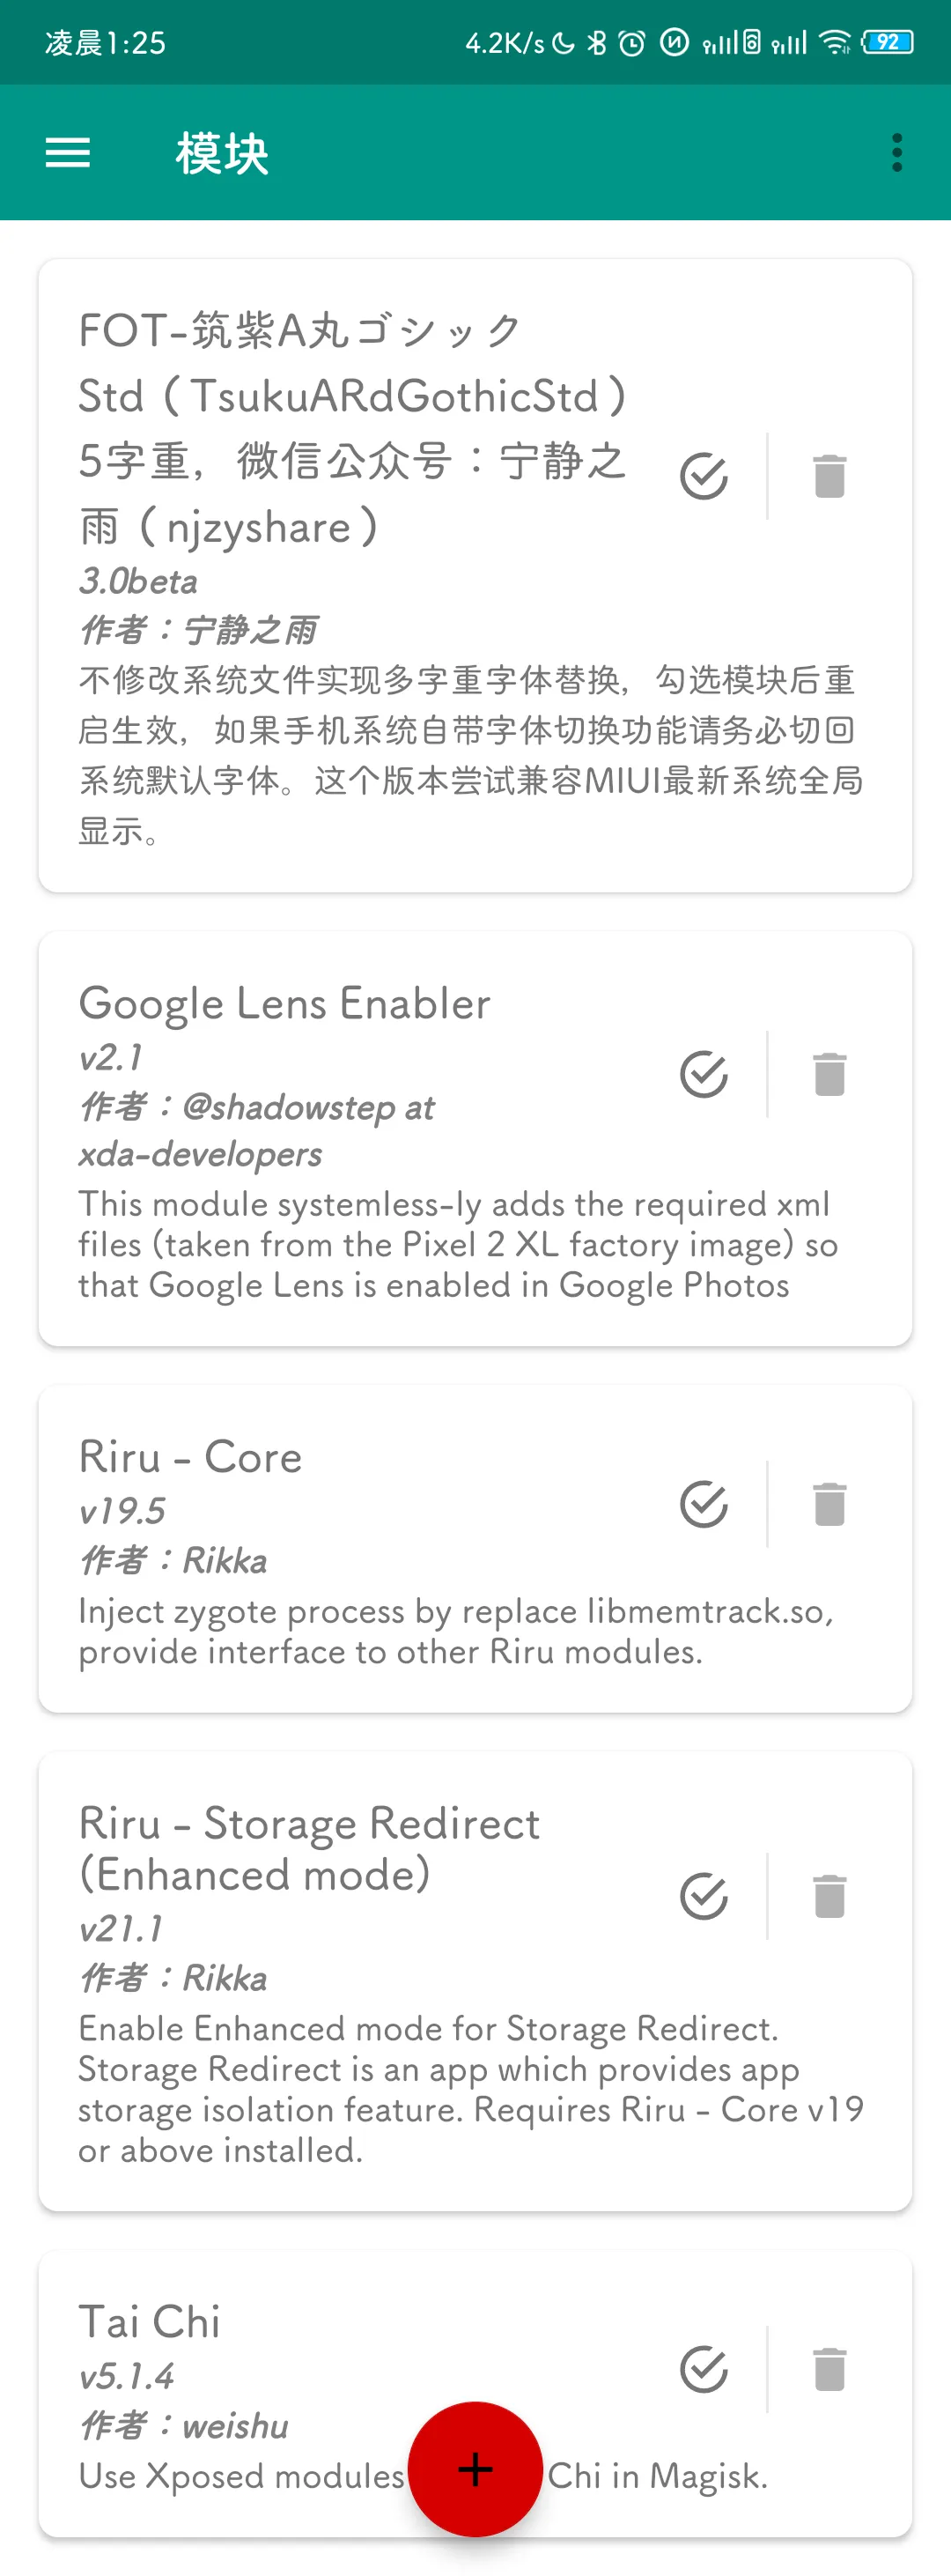 凌晨1:25
4.2K/s
92
模块
FOT-筑紫A丸ゴシック
Std（TsukuARdGothicStd）
5字重，微信公众号：宁静之
雨（njzyshare）
3.0beta
作者：宁静之雨
不修改系统文件实现多字重字体替换，勾选模块后重
启生效，如果手机系统自带字体切换功能请务必切回
系统默认字体。这个版本尝试兼容MIUI最新系统全局
显示。
Google Lens Enabler
v2.1
作者：@shadowstep at
xda-developers
This module systemless-ly adds the required xml
files (taken from the Pixel 2 XL factory image) so
that Google Lens is enabled in Google Photos
Riru - Core
v19.5
作者：Rikka
Inject zygote process by replace libmemtrack.so,
provide interface to other Riru modules.
Riru - Storage Redirect
(Enhanced mode)
v21.1
作者：Rikka
Enable Enhanced mode for Storage Redirect.
Storage Redirect is an app which provides app
storage isolation feature. Requires Riru - Core v19
or above installed.
Tai Chi
v5.1.4
作者：weishu
Use Xposed modules Chi in Magisk.